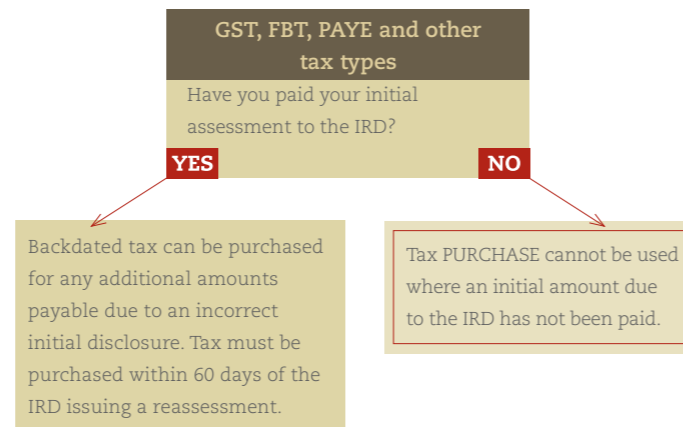 GST, FBT, PAYE and other
tax types
Have you paid your initial
assessment to the IRD?
YES
NO
Backdated tax can be purchased
for any additional amounts
payable due to an incorrect
initial disclosure. Tax must be
purchased within 60 days of the
IRD issuing a reassessment.
Tax PURCHASE cannot be used
where an initial amount due
to the IRD has not been paid.